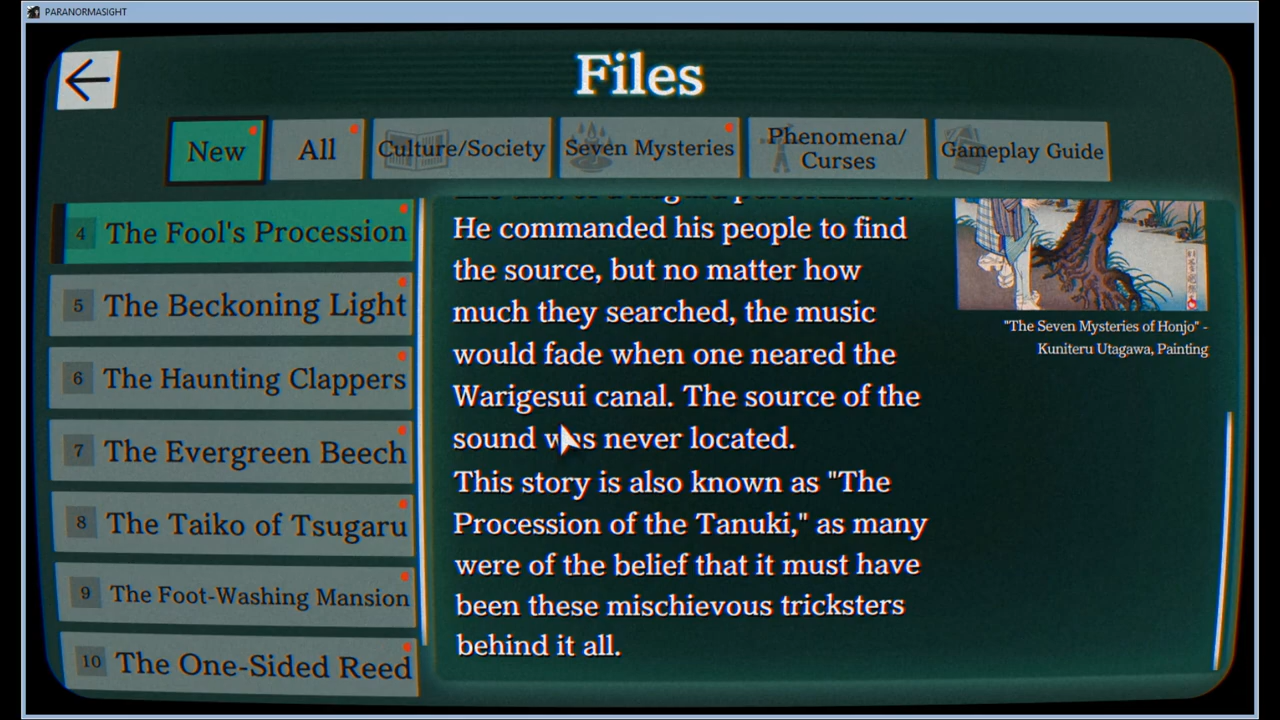 PARANORMASIGHT
Files
New
All
Culture/Society
Seven Mysteries
Phenomena/
Curses
Gameplay Guide
4 The Fool's Procession
5 The Beckoning Light
6 The Haunting Clappers
7 The Evergreen Beech
8 The Taiko of Tsugaru
9 The Foot-Washing Mansion
10 The One-Sided Reed
He commanded his people to find
the source, but no matter how
much they searched, the music
would fade when one neared the
Warigesui canal. The source of the
sound was never located.
This story is also known as "The
Procession of the Tanuki," as many
were of the belief that it must have
been these mischievous tricksters
behind it all.
"The Seven Mysteries of Honjo" -
Kuniteru Utagawa, Painting